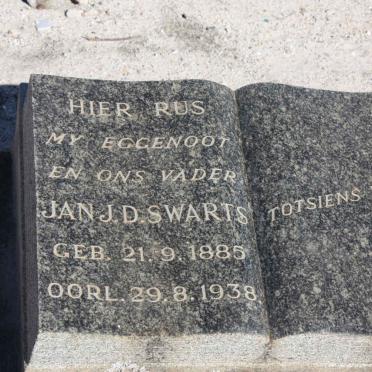 HIER RUS
MY EGGENOOT
EN ONS VADER
JAN J.D. SWARTS
GEB. 21.9.1885
OORL. 29.8.1938.
TOTSIENS